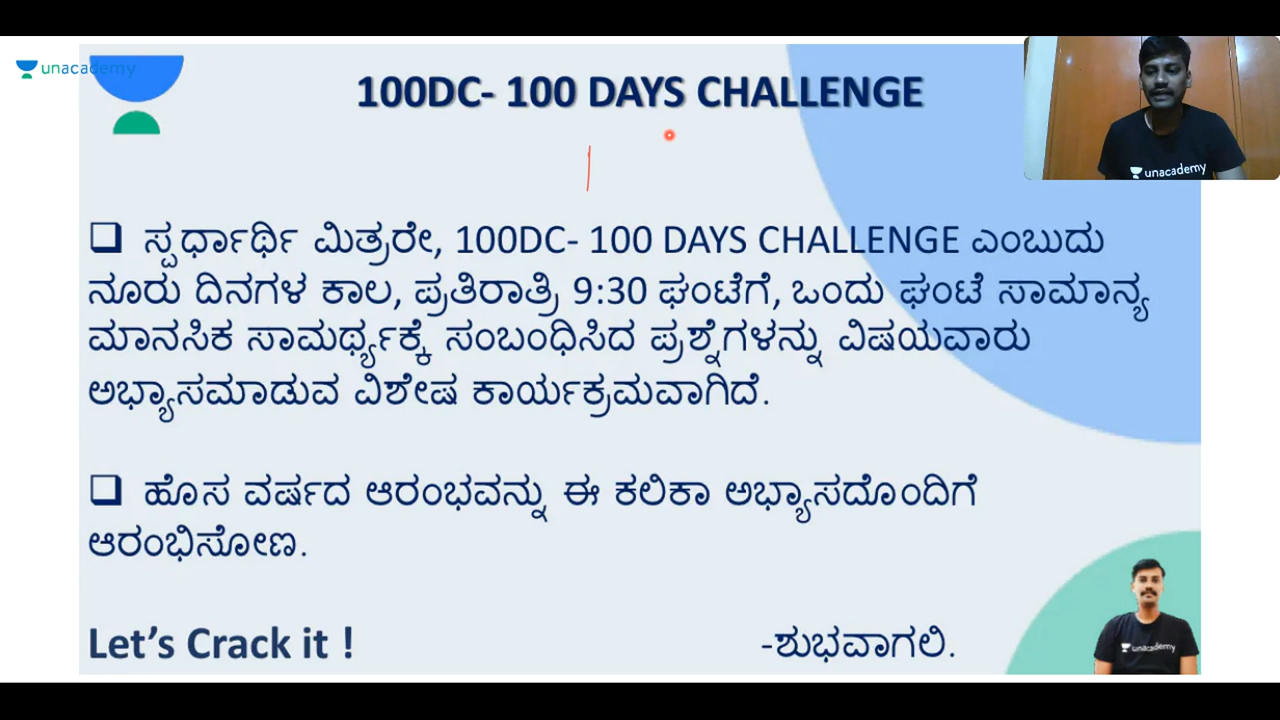 unacademy
100DC- 100 DAYS CHALLENGE
unacademy
❑ ಸ್ಪರ್ಧಾರ್ಥಿ ಮಿತ್ರರೇ, 100DC- 100 DAYS CHALLENGE ಎಂಬುದು
ನೂರು ದಿನಗಳ ಕಾಲ, ಪ್ರತಿರಾತ್ರಿ 9:30 ಘಂಟೆಗೆ, ಒಂದು ಘಂಟೆ ಸಾಮಾನ್ಯ
ಮಾನಸಿಕ ಸಾಮರ್ಥ್ಯಕ್ಕೆ ಸಂಬಂಧಿಸಿದ ಪ್ರಶ್ನೆಗಳನ್ನು ವಿಷಯವಾರು
ಅಭ್ಯಾಸಮಾಡುವ ವಿಶೇಷ ಕಾರ್ಯಕ್ರಮವಾಗಿದೆ.
❑ ಹೊಸ ವರ್ಷದ ಆರಂಭವನ್ನು ಈ ಕಲಿಕಾ ಅಭ್ಯಾಸದೊಂದಿಗೆ
ಆರಂಭಿಸೋಣ.
Let's Crack it !
-ಶುಭವಾಗಲಿ.
unacademy